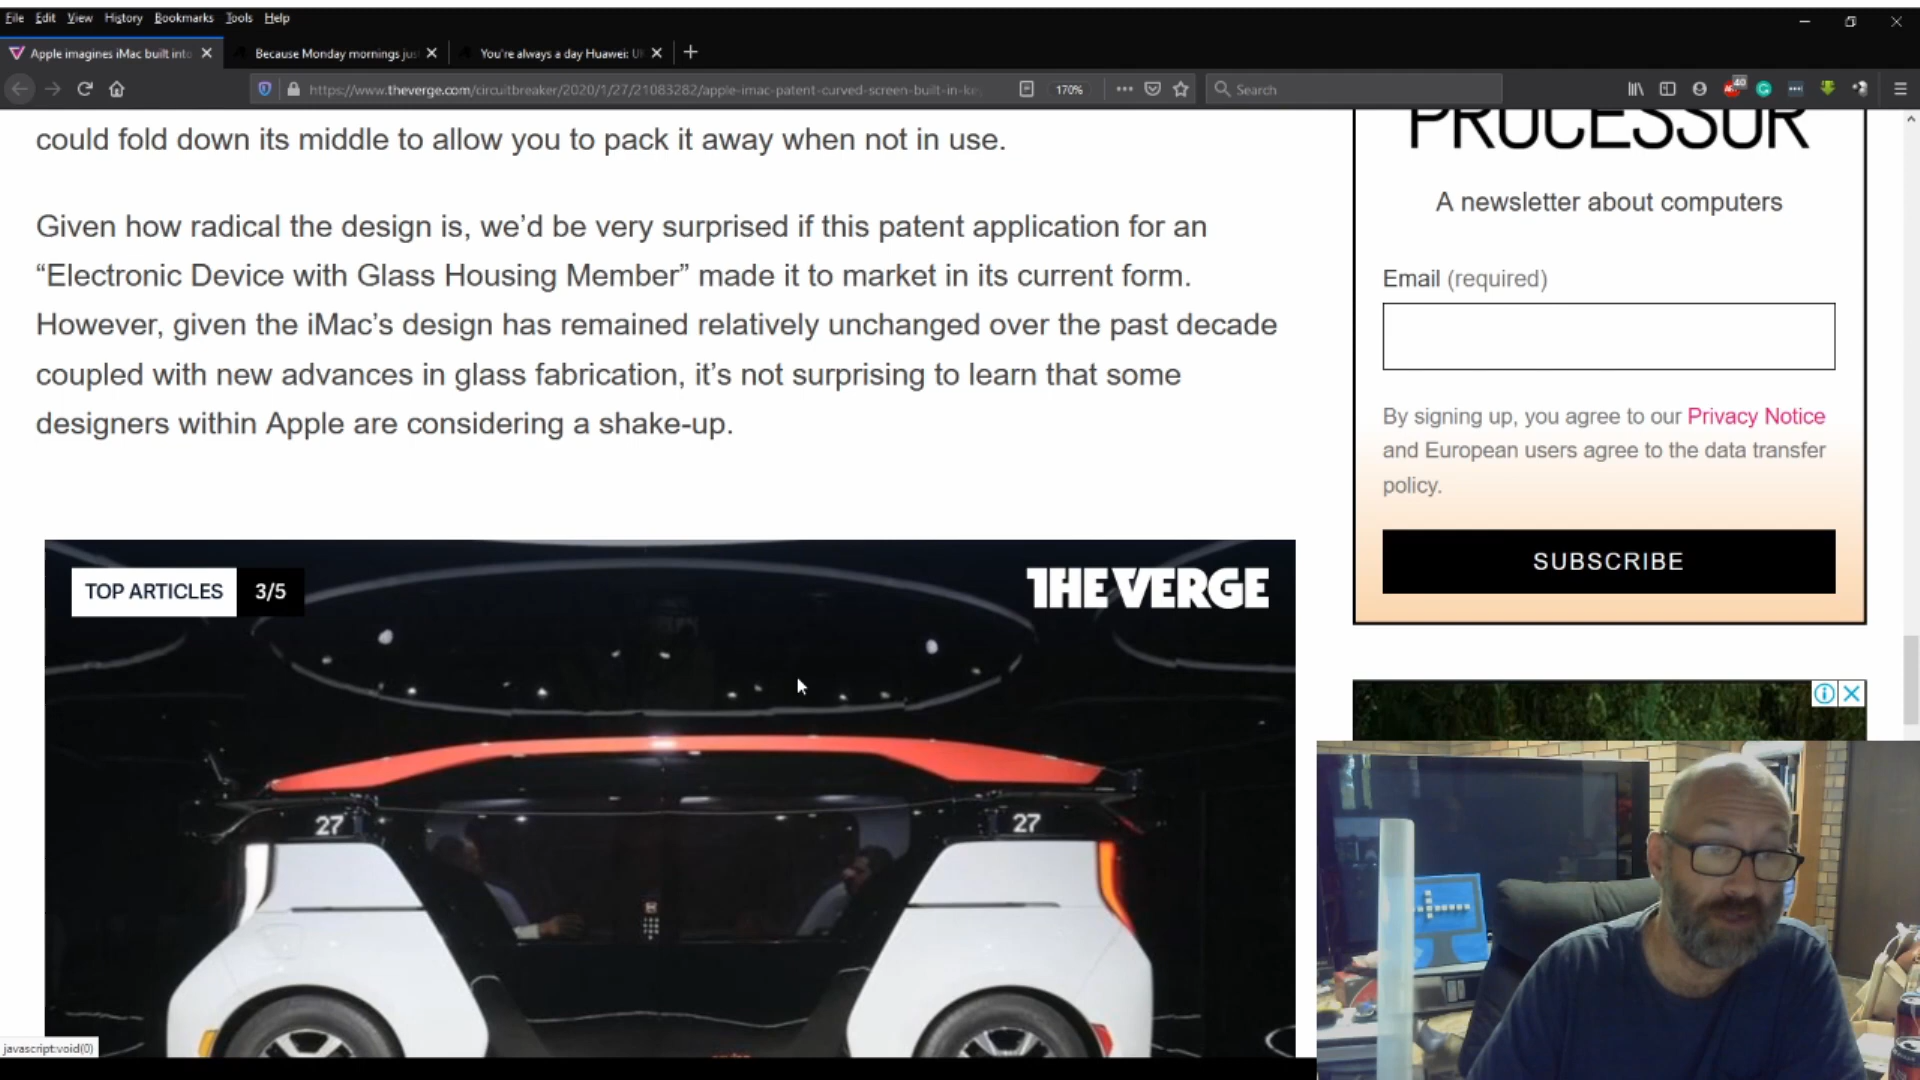 File Edit View History Bookmarks Tools Help
Apple imagines iMac built into
Because Monday mornings jus
You're always a day Huawei: U
https://www.theverge.com/circuitbreaker/2020/1/27/21083282/apple-imac-patent-curved-screen-built-in-ke
170%
Search
40
could fold down its middle to allow you to pack it away when not in use.
Given how radical the design is, we’d be very surprised if this patent application for an
“Electronic Device with Glass Housing Member” made it to market in its current form.
However, given the iMac’s design has remained relatively unchanged over the past decade
coupled with new advances in glass fabrication, it’s not surprising to learn that some
designers within Apple are considering a shake-up.
TOP ARTICLES 3/5
THE VERGE
27
27
javascript:void(0)
PROCESSOR
A newsletter about computers
Email (required)
By signing up, you agree to our Privacy Notice
and European users agree to the data transfer
policy.
SUBSCRIBE